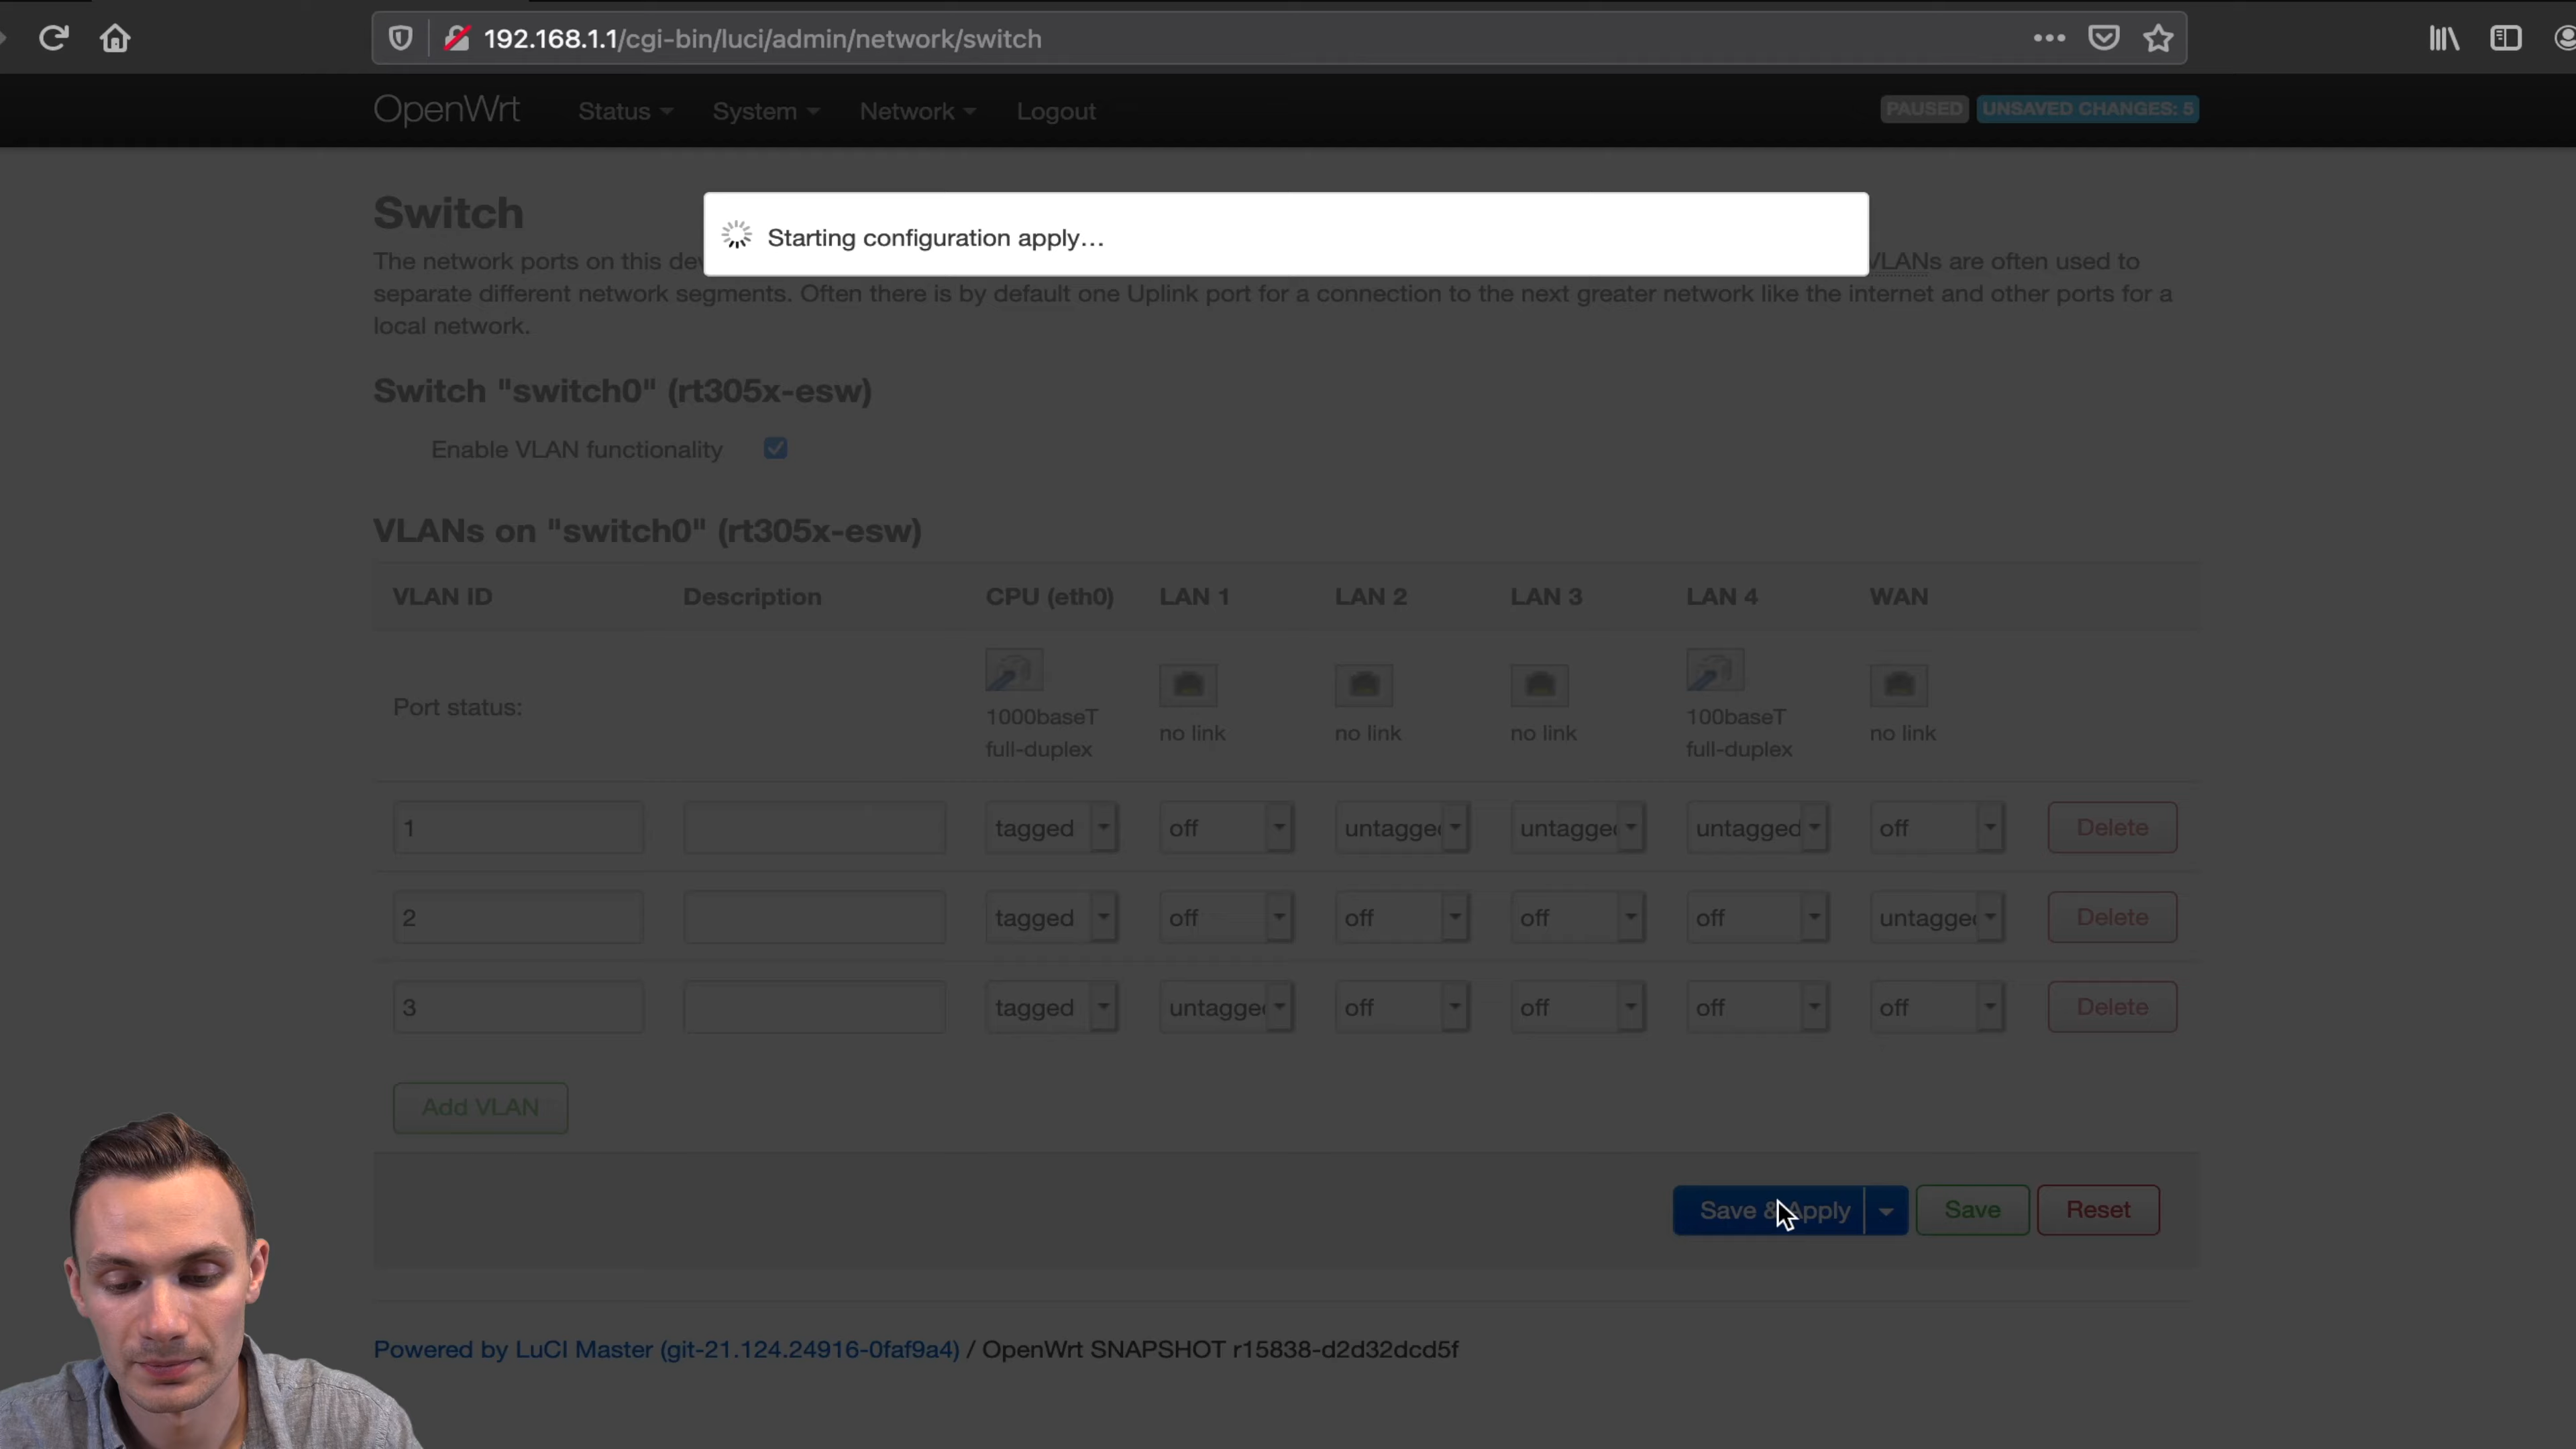 192.168.1.1/cgi-bin/luci/admin/network/switch
OpenWrt Status System Network Logout PAUSED UNSAVED CHANGES: 5
Switch
Starting configuration apply…
The network ports on this VLANs are often used to
separate different network segments. Often there is by default one Uplink port for a connection to the next greater network like the internet and other ports for a
local network.
Switch "switch0" (rt305x-esw)
Enable VLAN functionality
VLANs on "switch0" (rt305x-esw)
VLAN ID Description CPU (eth0) LAN 1 LAN 2 LAN 3 LAN 4 WAN
Port status:
1000baseT no link no link no link 100baseT no link
full-duplex full-duplex
1 tagged off untagged untagged untagged off Delete
2 tagged off off off off untagged Delete
3 tagged untagged off off off off Delete
Add VLAN
Save & Apply Save Reset
Powered by LuCI Master (git-21.124.24916-0faf9a4) / OpenWrt SNAPSHOT r15838-d2d32dcd5f